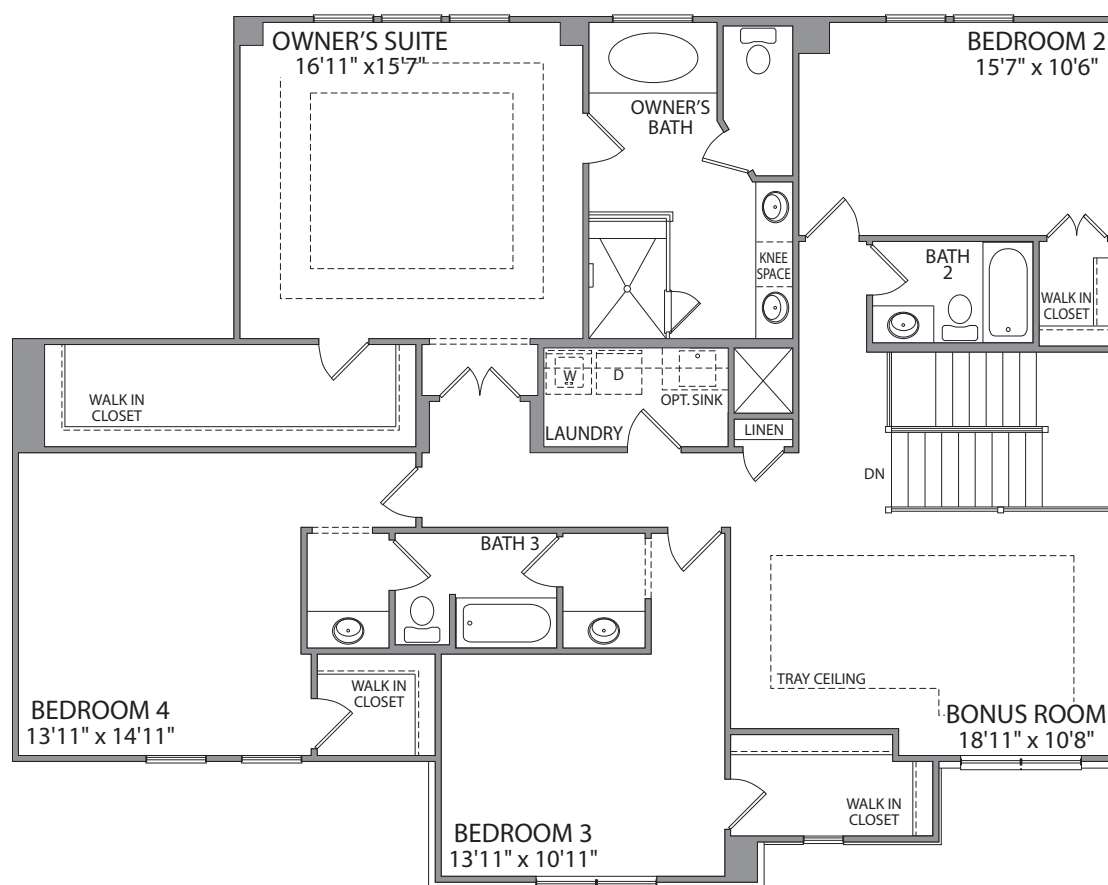 OWNER'S SUITE
16'11" x15'7"
BEDROOM 2
15'7" x 10'6"
OWNER'S
BATH
KNEE
SPACE
BATH
2
WALK IN
CLOSET
WALK IN
CLOSET
W
D
OPT. SINK
LAUNDRY
LINEN
DN
BATH 3
TRAY CEILING
WALK IN
CLOSET
BEDROOM 4
13'11" x 14'11"
BONUS ROOM
18'11" x 10'8"
WALK IN
CLOSET
BEDROOM 3
13'11" x 10'11"